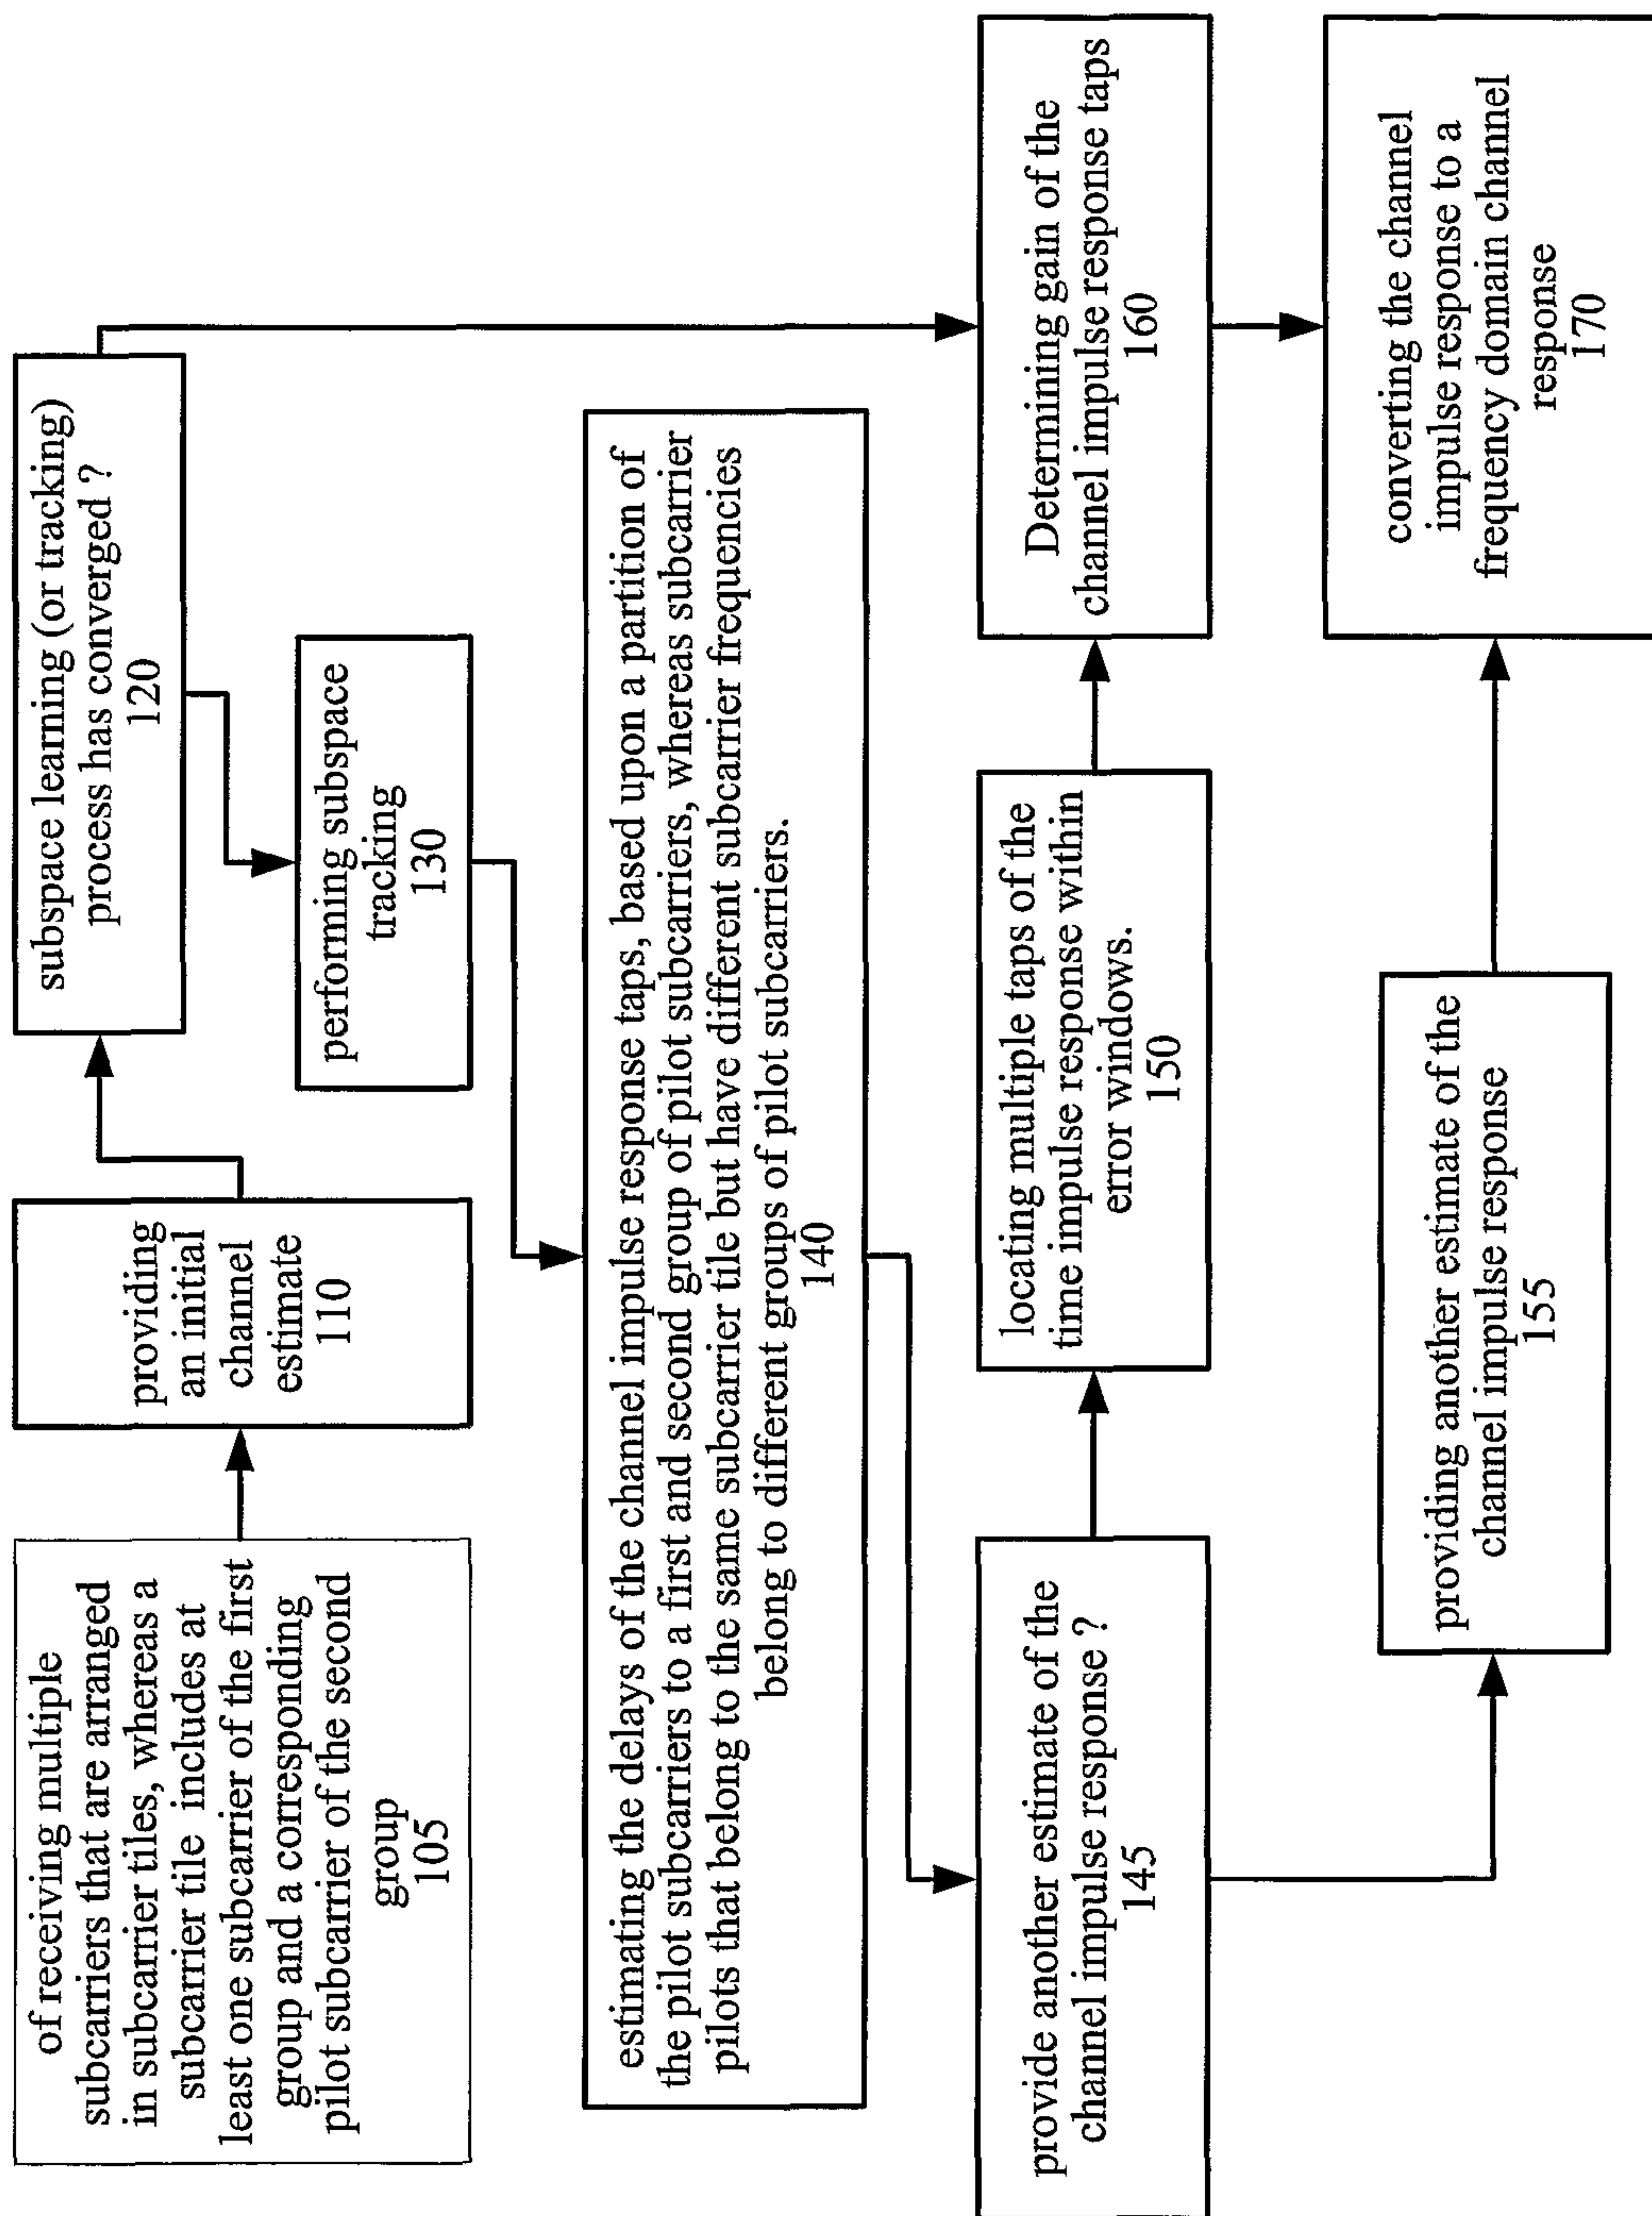 of receiving multiple
subcarriers that are arranged
in subcarrier tiles, whereas a
subcarrier tile includes at
least one subcarrier of the first
group and a corresponding
pilot subcarrier of the second
group
105
providing
an initial
channel
estimate
110
subspace learning (or tracking)
process has converged ?
120
performing subspace
tracking
130
estimating the delays of the channel impulse response taps, based upon a partition of
the pilot subcarriers to a first and second group of pilot subcarriers, whereas subcarrier
pilots that belong to the same subcarrier tile but have different subcarrier frequencies
belong to different groups of pilot subcarriers.
140
provide another estimate of the
channel impulse response ?
145
locating multiple taps of the
time impulse response within
error windows.
150
Determining gain of the
channel impulse response taps
160
providing another estimate of the
channel impulse response
155
converting the channel
impulse response to a
frequency domain channel
response
170